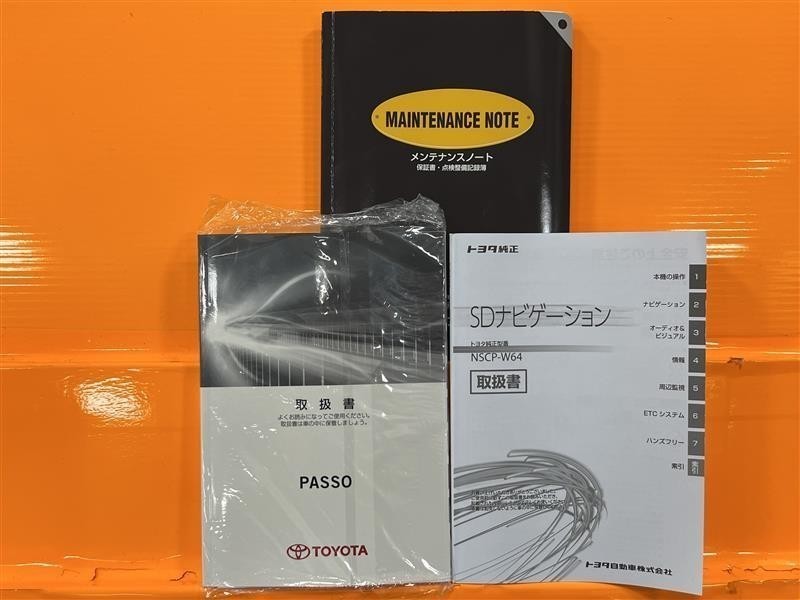 MAINTENANCE NOTE
メンテナンスノート
保証書・点検整備記録簿
取扱書
よくお読みになってご使用ください。
取扱書は車の中に保管しましょう。
PASSO
TOYOTA
トヨタ純正
SDナビゲーション
トヨタ純正型番
NSCP-W64
取扱書
本機の操作 1
ナビゲーション 2
オーディオ&
ビジュアル 3
情報 4
周辺監視 5
ETC システム 6
ハンズフリー 7
索引 索引
トヨタ自動車株式会社